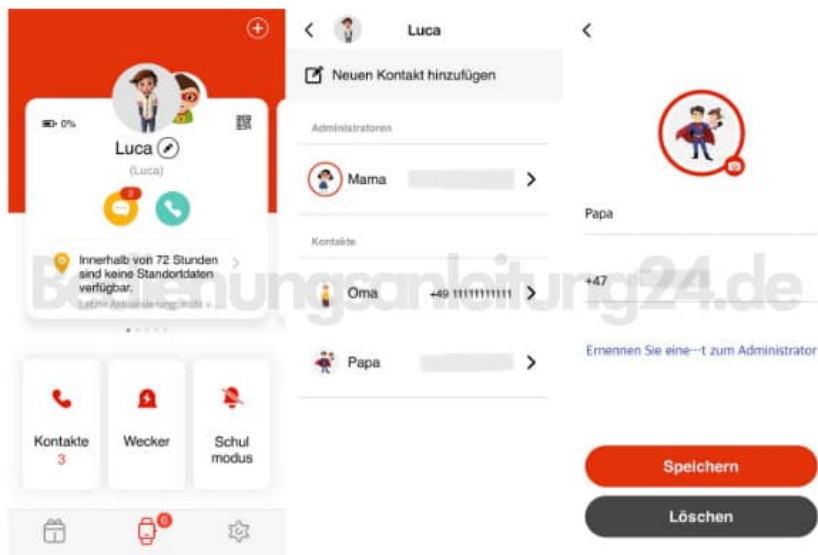 0%
Luca
(Luca)
2
Innerhalb von 72 Stunden
sind keine Standortdaten
verfügbar.
Letzte Aktualisierung:
Kontakte
3
Wecker
Schul
modus
Luca
Neuen Kontakt hinzufügen
Administratoren
Mama
Kontakte
Oma
+49 11111111111
Papa
Papa
+47
Ernennen Sie eine···t zum Administrator
Speichern
Löschen
Bedienungsanleitung24.de